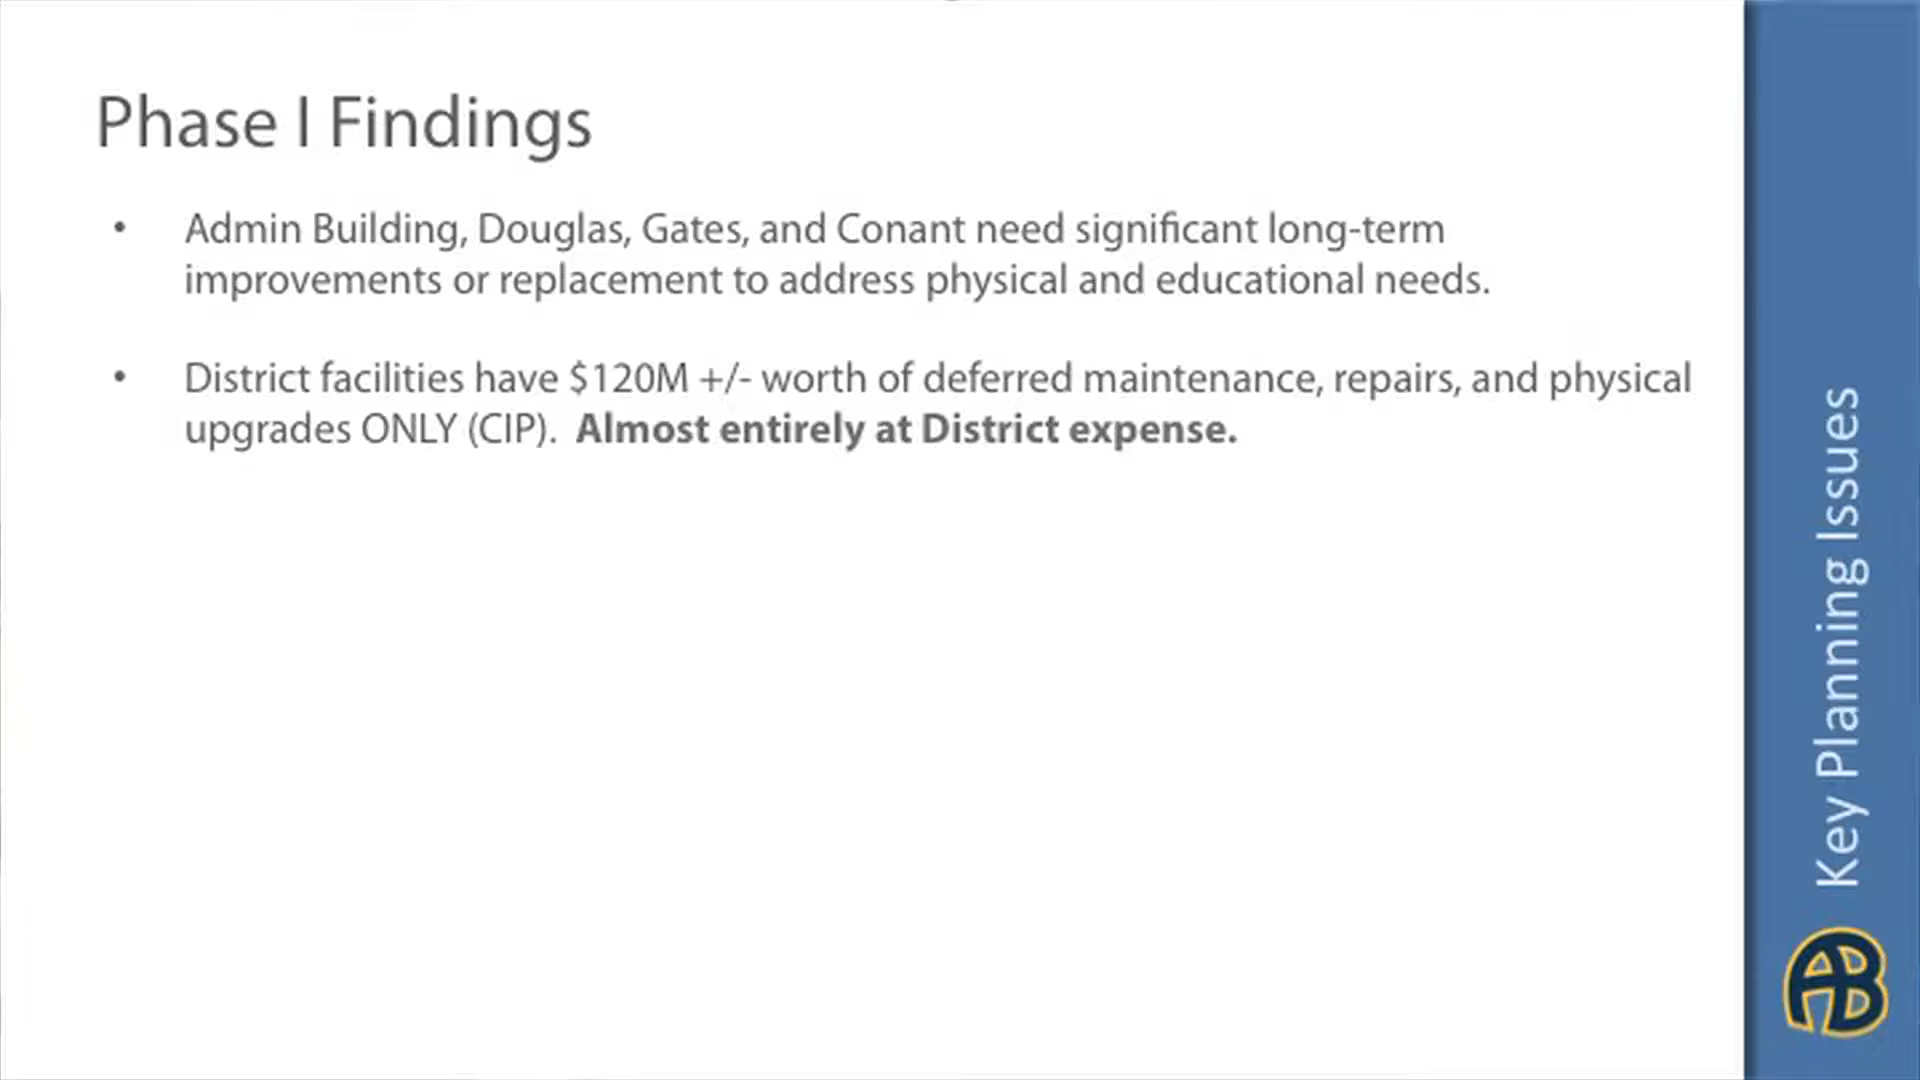 Phase I Findings
• Admin Building, Douglas, Gates, and Conant need significant long-term
improvements or replacement to address physical and educational needs.
• District facilities have $120M +/- worth of deferred maintenance, repairs, and physical
upgrades ONLY (CIP). Almost entirely at District expense.
Key Planning Issues
AB